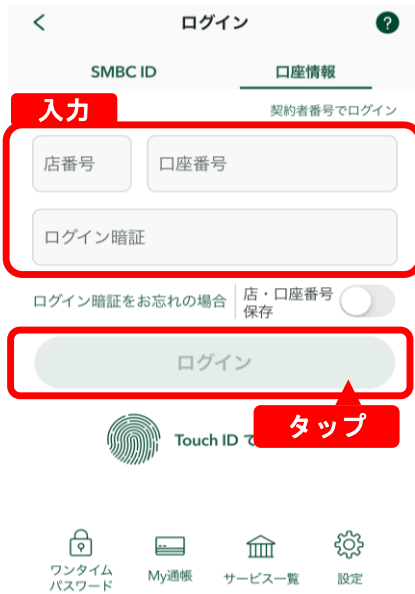 ログイン
?
SMBC ID
口座情報
入力
契約者番号でログイン
店番号
口座番号
ログイン暗証
ログイン暗証をお忘れの場合
店・口座番号
保存
ログイン
Touch ID で
タップ
ワンタイム
パスワード
My通帳
サービス一覧
設定